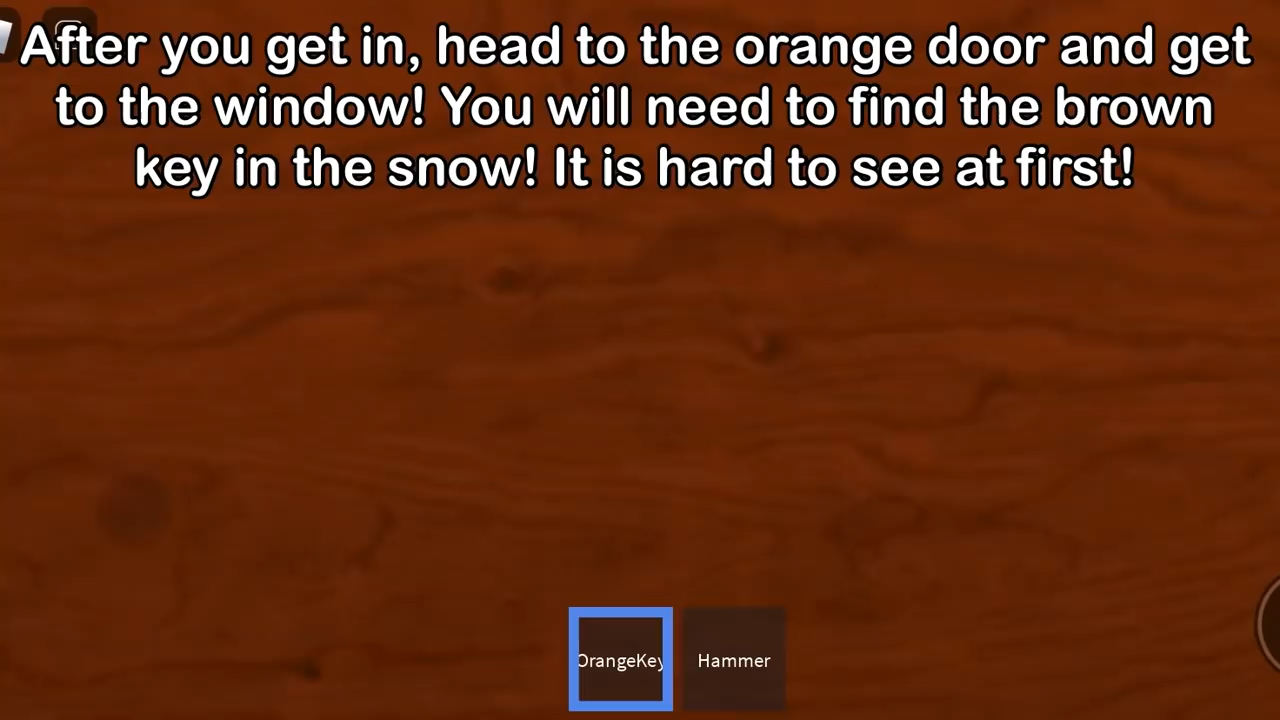 After you get in, head to the orange door and get
to the window! You will need to find the brown
key in the snow! It is hard to see at first!
OrangeKey
Hammer